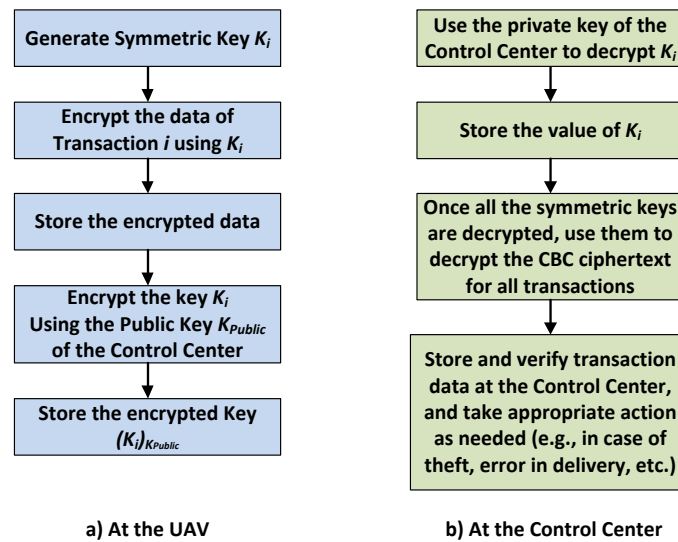 Generate Symmetric Key Ki
Encrypt the data of
Transaction i using Ki
Store the encrypted data
Encrypt the key Ki
Using the Public Key KPublic
of the Control Center
Store the encrypted Key
(Ki)KPublic
a) At the UAV
Use the private key of the
Control Center to decrypt Ki
Store the value of Ki
Once all the symmetric keys
are decrypted, use them to
decrypt the CBC ciphertext
for all transactions
Store and verify transaction
data at the Control Center,
and take appropriate action
as needed (e.g., in case of
theft, error in delivery, etc.)
b) At the Control Center